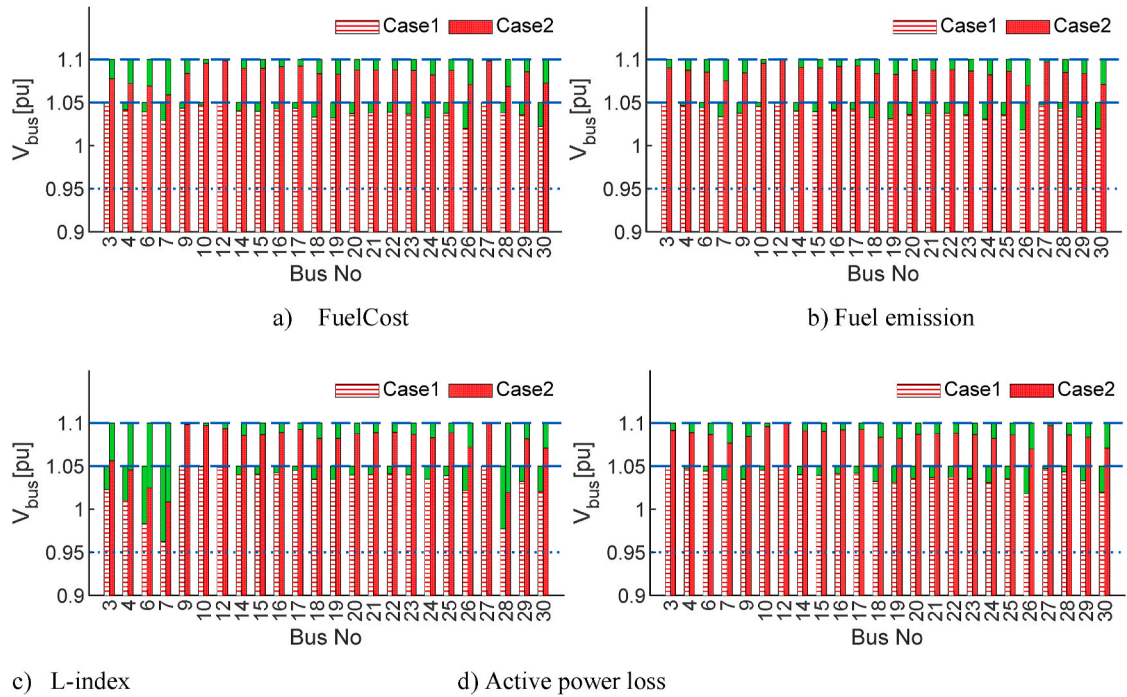 Case1 Case2
1.1
1.05
1
0.95
0.9
V_bus[pu]
3 4 6 7 9 10 12 14 15 16 17 18 19 20 21 22 23 24 25 26 27 28 29 30
Bus No
a) FuelCost
Case1 Case2
1.1
1.05
1
0.95
0.9
V_bus[pu]
3 4 6 7 9 10 12 14 15 16 17 18 19 20 21 22 23 24 25 26 27 28 29 30
Bus No
b) Fuel emission
Case1 Case2
1.1
1.05
1
0.95
0.9
V_bus[pu]
3 4 6 7 9 10 12 14 15 16 17 18 19 20 21 22 23 24 25 26 27 28 29 30
Bus No
c) L-index
Case1 Case2
1.1
1.05
1
0.95
0.9
V_bus[pu]
3 4 6 7 9 10 12 14 15 16 17 18 19 20 21 22 23 24 25 26 27 28 29 30
Bus No
d) Active power loss